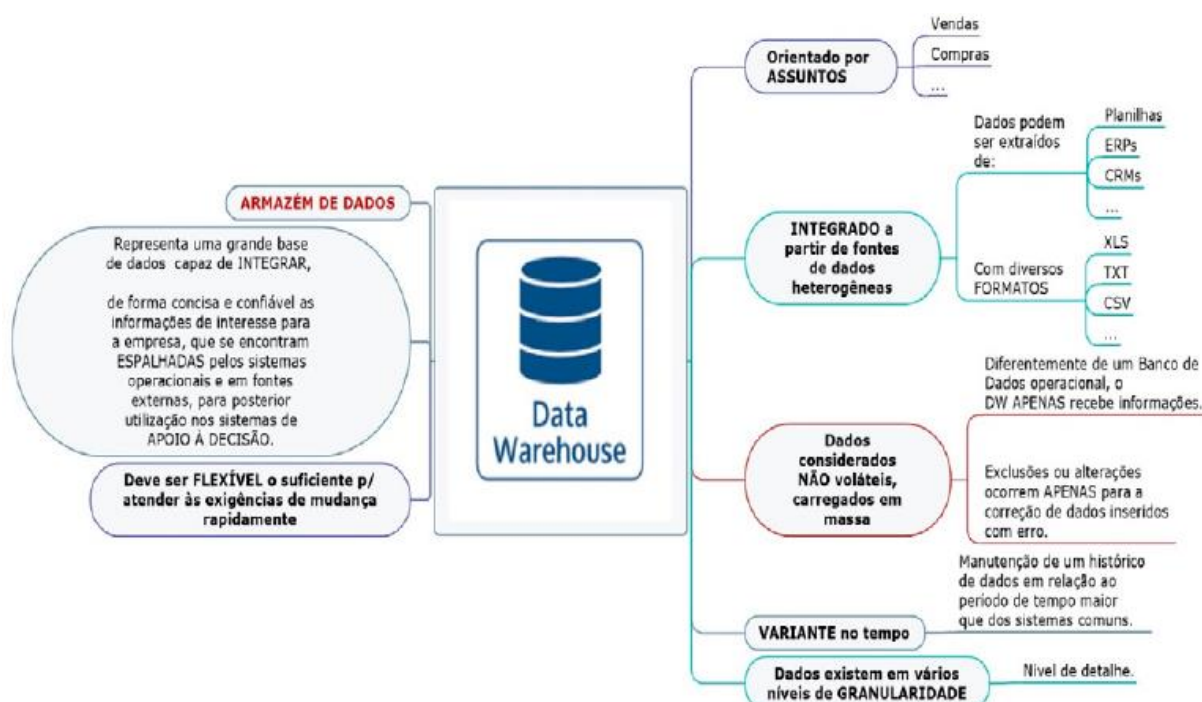 ARMAZÉM DE DADOS
Representa uma grande base
de dados capaz de INTEGRAR,
de forma concisa e confiável as
informações de interesse para
a empresa, que se encontram
ESPALHADAS pelos sistemas
operacionais e em fontes
externas, para posterior
utilização nos sistemas de
APOIO À DECISÃO.
Deve ser FLEXÍVEL o suficiente p/
atender às exigências de mudança
rapidamente
Data
Warehouse
Orientado por
ASSUNTOS
Vendas
Compras
...
INTEGRADO a
partir de fontes
de dados
heterogêneas
Dados podem
ser extraídos
de:
Planilhas
ERPs
CRMs
...
Com diversos
FORMATOS
XLS
TXT
CSV
...
Dados
considerados
NÃO voláteis,
carregados em
massa
Diferentemente de um Banco de
Dados operacional, o
DW APENAS recebe informações.
Exclusões ou alterações
ocorrem APENAS para a
correção de dados inseridos
com erro.
VARIANTE no tempo
Manutenção de um histórico
de dados em relação ao
período de tempo maior
que dos sistemas comuns.
Dados existem em vários
níveis de GRANULARIDADE
Nivel de detalhe.